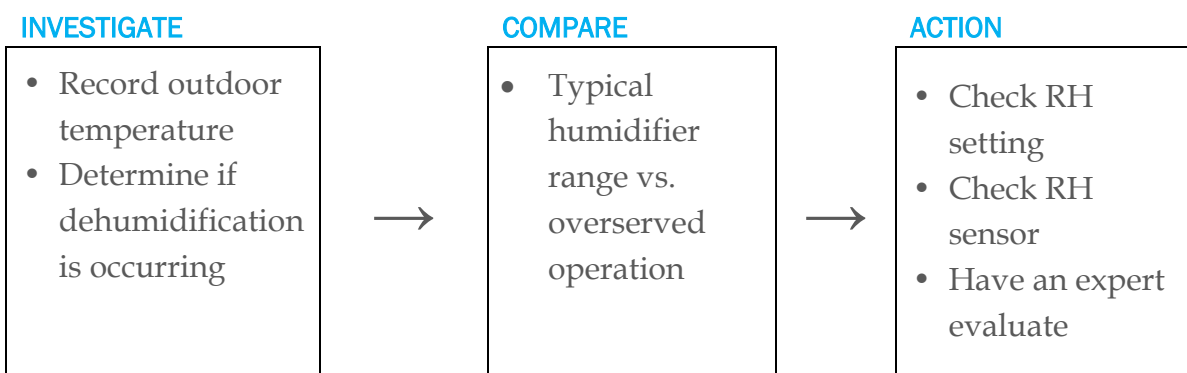 INVESTIGATE
• Record outdoor
temperature
• Determine if
dehumidification
is occurring
→
COMPARE
• Typical
humidifier
range vs.
overserved
operation
→
ACTION
• Check RH
setting
• Check RH
sensor
• Have an expert
evaluate